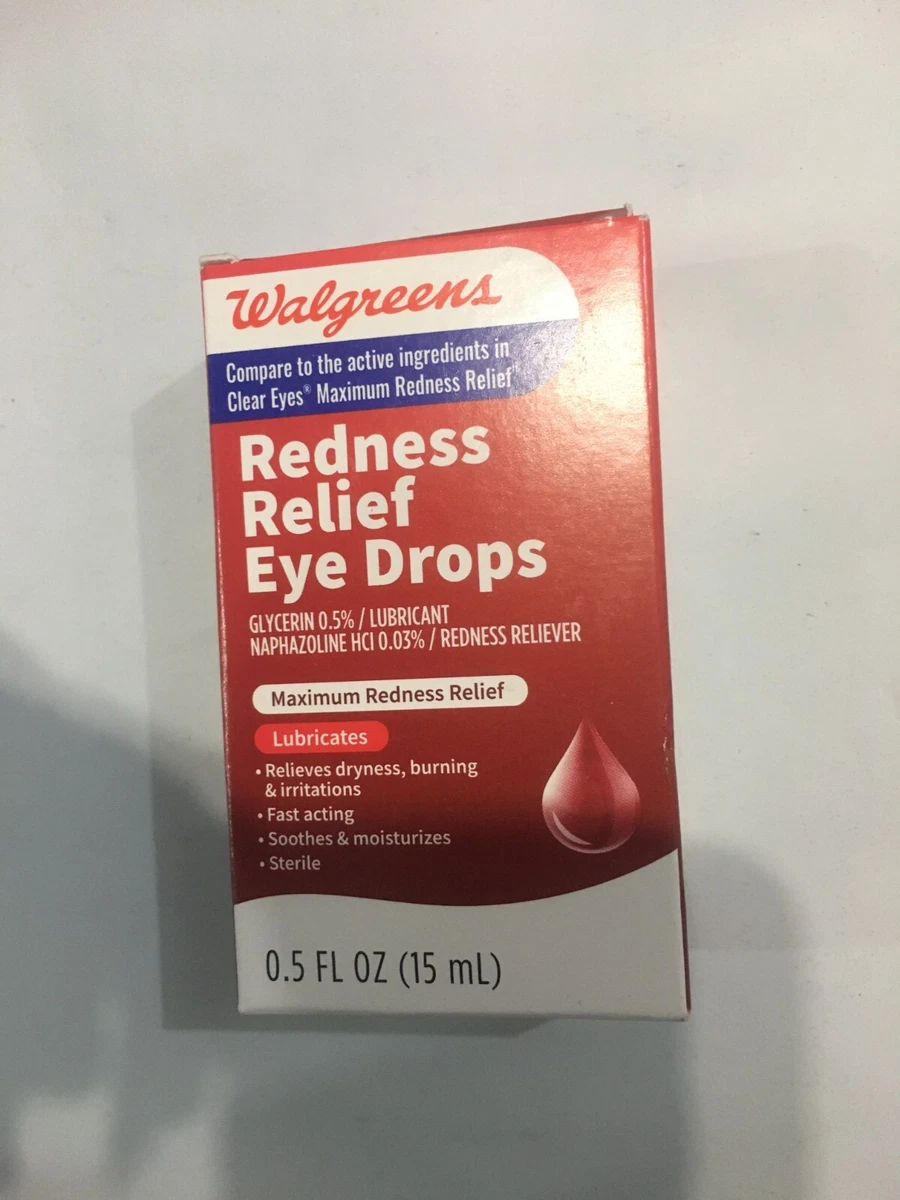 Walgreens
Compare to the active ingredients in
Clear Eyes® Maximum Redness Relief
Redness
Relief
Eye Drops
GLYCERIN 0.5% / LUBRICANT
NAPHAZOLINE HCl 0.03% / REDNESS RELIEVER
Maximum Redness Relief
Lubricates
• Relieves dryness, burning
& irritations
• Fast acting
• Soothes & moisturizes
• Sterile
0.5 FL OZ (15 mL)